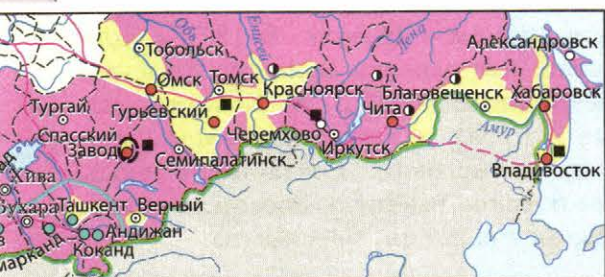 Обь
Енисей
Лена
Александровск
Тобольск
Омск
Томск
Красноярск
Благовещенск
Хабаровск
Тургай
Гурьевский
Чита
Спасский
Завод
Черемхово
Амур
Семипалатинск
Иркутск
Владивосток
Хива
Бухара
Ташкент
Верный
Андижан
Коканд